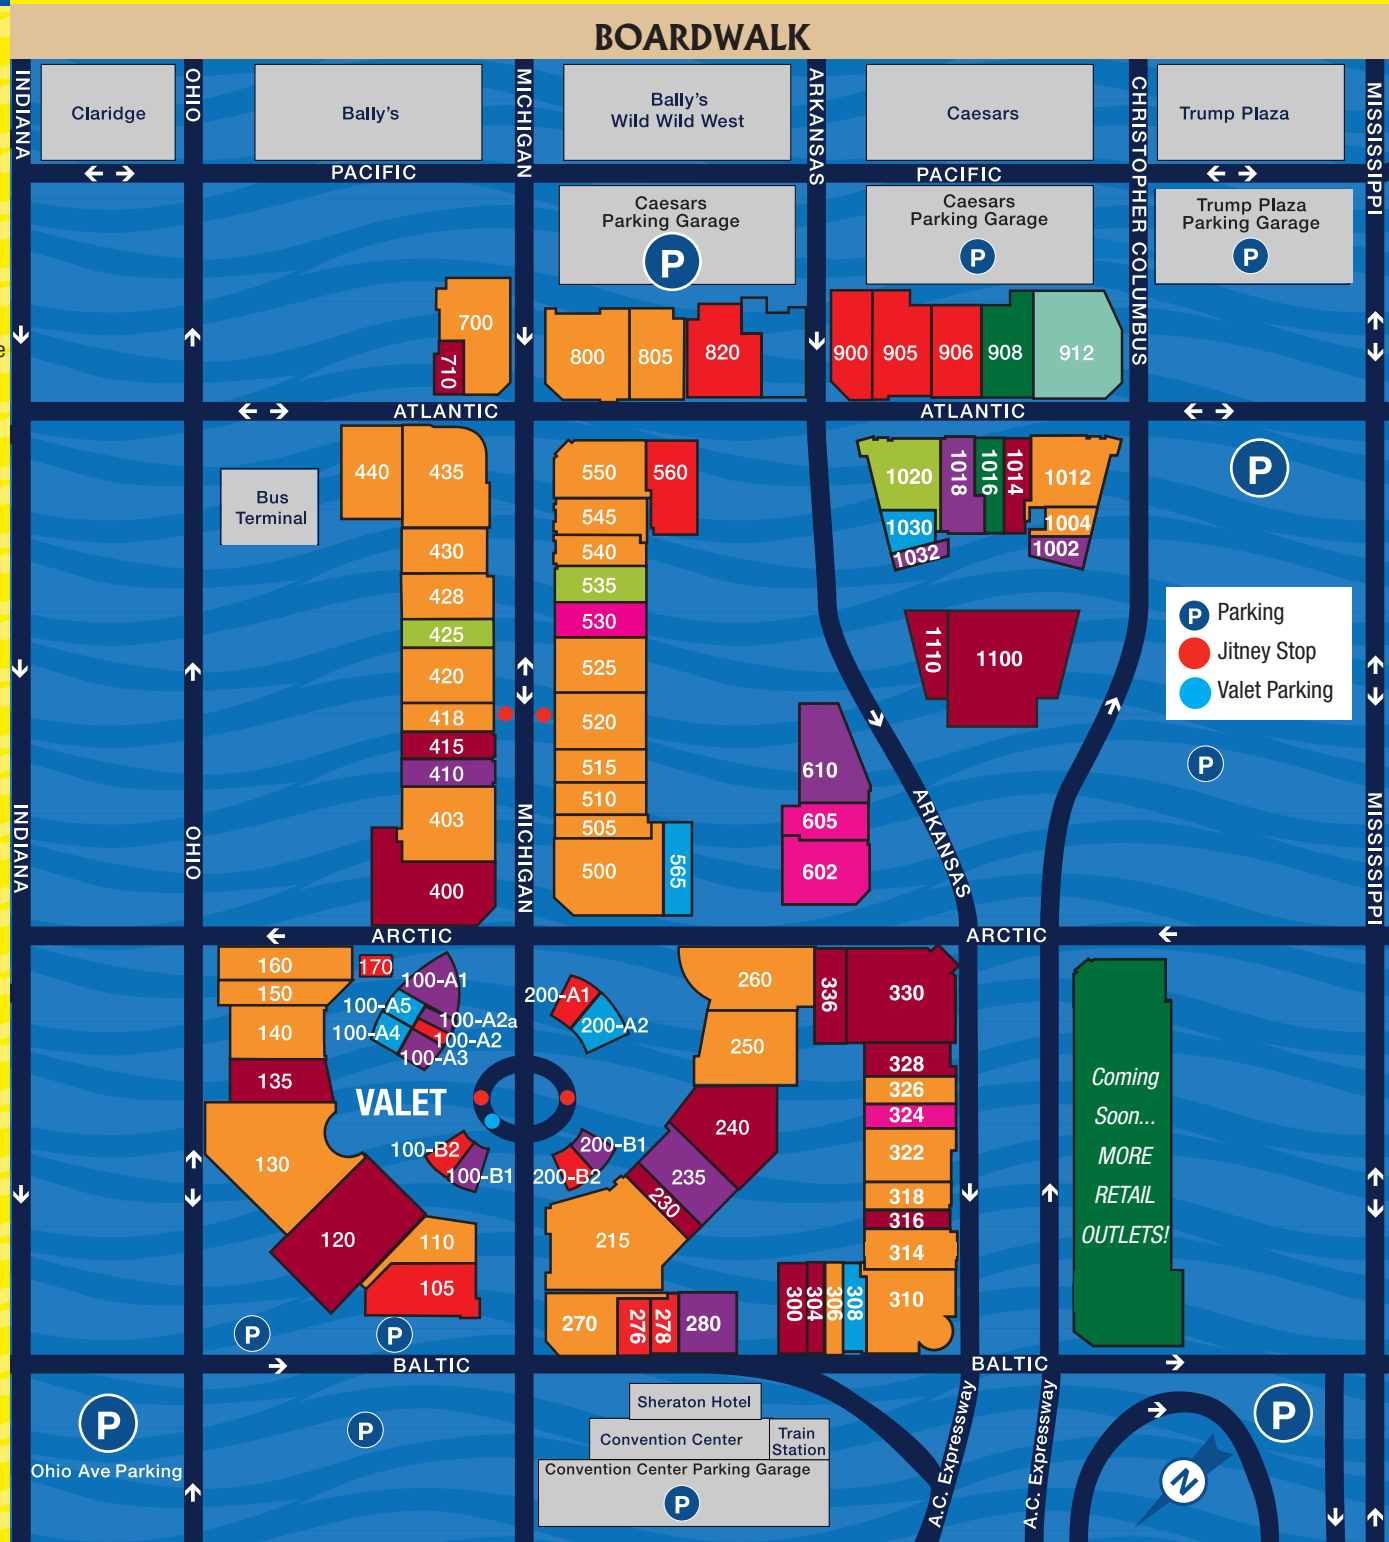 BOARDWALK
INDIANA
OHIO
MICHIGAN
ARKANSAS
CHRISTOPHER COLUMBUS
MISSISSIPPI
Claridge
Bally's
Bally's
Wild Wild West
Caesars
Trump Plaza
PACIFIC
PACIFIC
Caesars
Parking Garage
P
Caesars
Parking Garage
P
Trump Plaza
Parking Garage
P
e
700
710
800
805
820
900
905
906
908
912
ATLANTIC
ATLANTIC
440
435
430
428
425
420
418
415
410
403
400
Bus
Terminal
550
560
545
540
535
530
525
520
515
510
505
500
565
1020
1018
1016
1014
1012
1030
1032
1004
1002
1110
1100
610
605
602
P
P Parking
Jitney Stop
Valet Parking
P
INDIANA
OHIO
MICHIGAN
ARKANSAS
MISSISSIPPI
ARCTIC
ARCTIC
160
170
150
140
135
130
120
110
105
100-A1
100-A5
100-A2a
100-A4
100-A2
100-A3
VALET
100-B2
100-B1
200-A1
200-A2
200-B1
200-B2
260
250
240
235
230
215
270
276
278
280
336
330
328
326
324
322
318
316
314
310
300
304
306
308
Coming
Soon...
MORE
RETAIL
OUTLETS!
P
P
BALTIC
BALTIC
P
Ohio Ave Parking
P
Sheraton Hotel
Convention Center
Train
Station
Convention Center Parking Garage
P
A.C. Expressway
A.C. Expressway
P
N